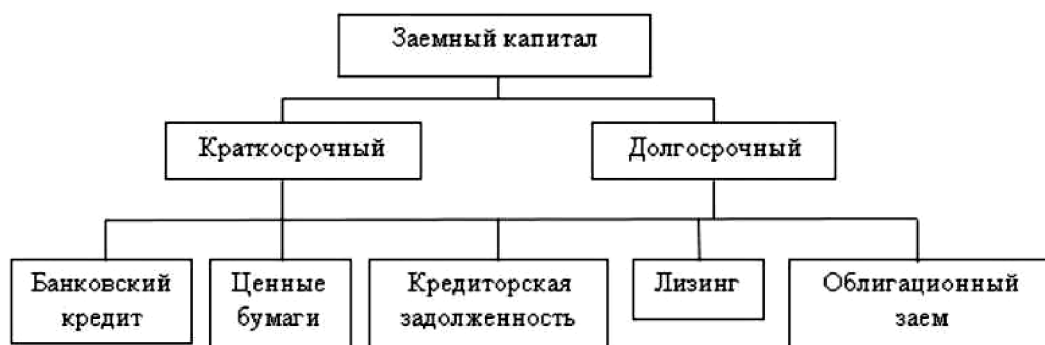 Заемный капитал
Краткосрочный
Долгосрочный
Банковский
кредит
Ценные
бумаги
Кредиторская
задолженность
Лизинг
Облигационный
заем